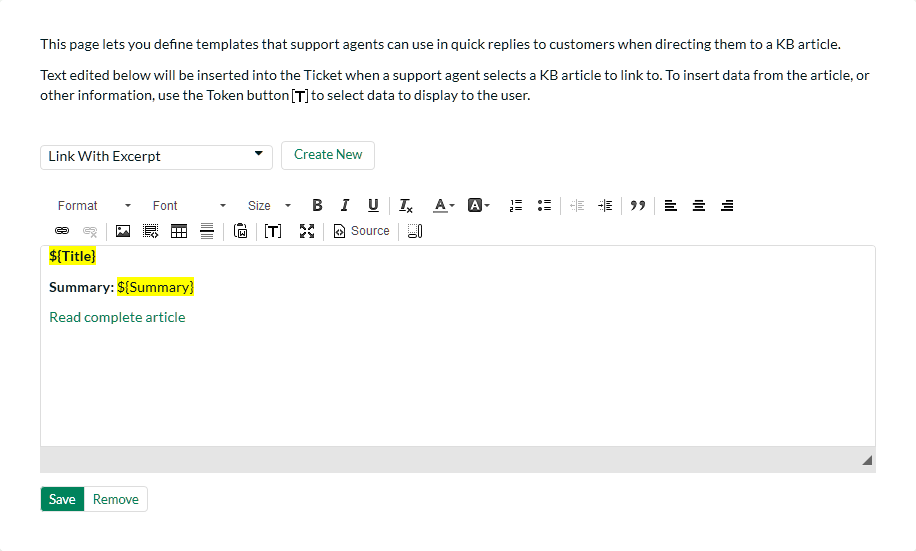 This page lets you define templates that support agents can use in quick replies to customers when directing them to a KB article.
Text edited below will be inserted into the Ticket when a support agent selects a KB article to link to. To insert data from the article, or
other information, use the Token button [T] to select data to display to the user.
Link With Excerpt Create New
Format Font Size B I U Ix A A
[T] Source
${Title}
Summary: ${Summary}
Read complete article
Save Remove